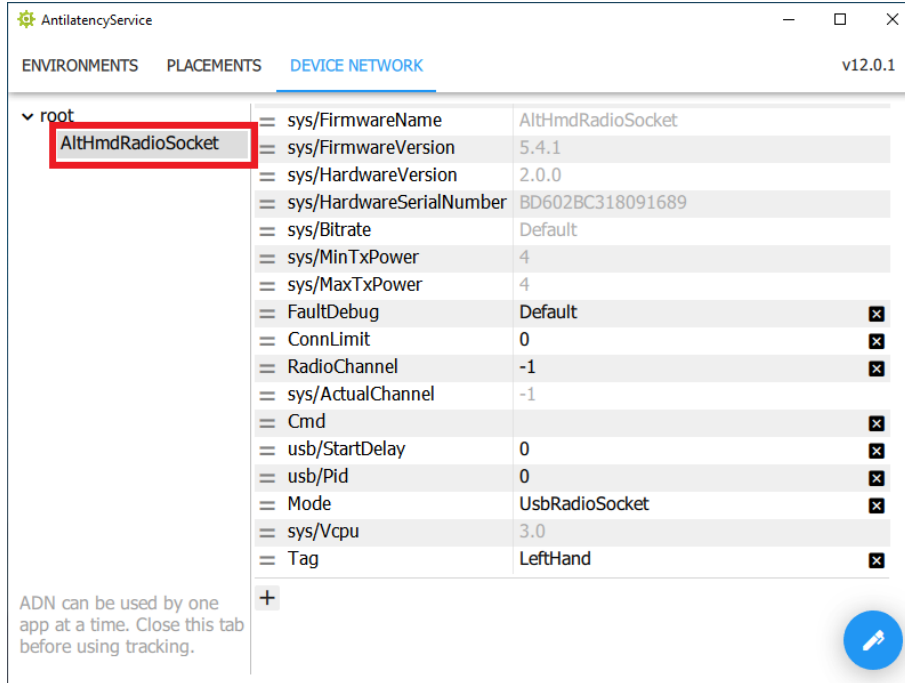 AntilatencyService
ENVIRONMENTS PLACEMENTS DEVICE NETWORK v12.0.1
root
AltHmdRadioSocket
sys/FirmwareName AltHmdRadioSocket
sys/FirmwareVersion 5.4.1
sys/HardwareVersion 2.0.0
sys/HardwareSerialNumber BD602BC318091689
sys/Bitrate Default
sys/MinTxPower 4
sys/MaxTxPower 4
FaultDebug Default
ConnLimit 0
RadioChannel -1
sys/ActualChannel -1
Cmd
usb/StartDelay 0
usb/Pid 0
Mode UsbRadioSocket
sys/Vcpu 3.0
Tag LeftHand
ADN can be used by one
app at a time. Close this tab
before using tracking.